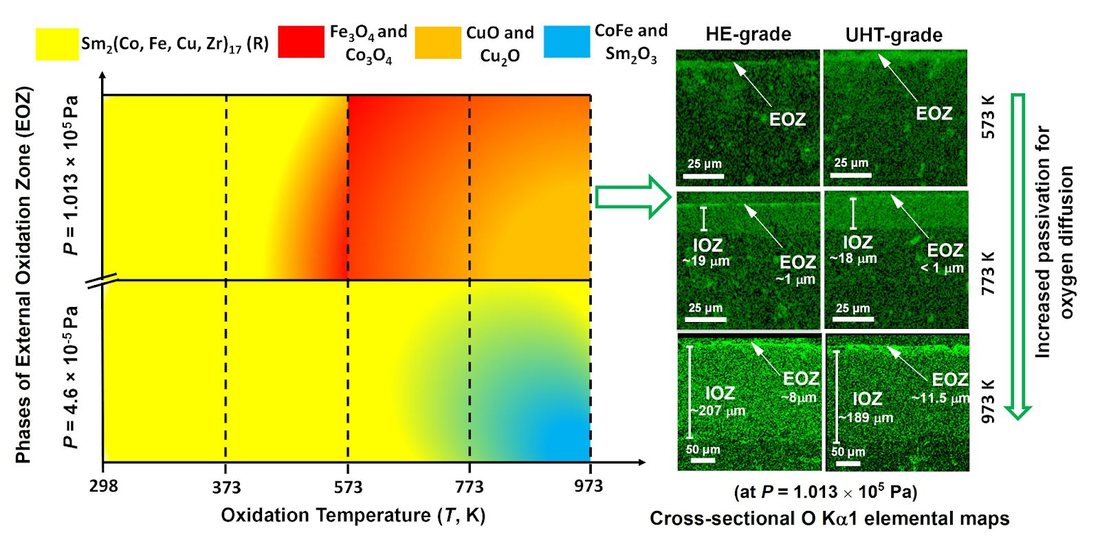 Sm₂(Co, Fe, Cu, Zr)₁₇ (R)
Fe₃O₄ and
Co₃O₄
CuO and
Cu₂O
CoFe and
Sm₂O₃
Phases of External Oxidation Zone (EOZ)
P = 1.013 × 10⁵ Pa
P = 4.6 × 10⁻⁵ Pa
298
373
573
773
973
Oxidation Temperature (T, K)
HE-grade
UHT-grade
EOZ
25 µm
EOZ
25 µm
573 K
IOZ
~19 µm
EOZ
~1 µm
25 µm
IOZ
~18 µm
EOZ
< 1 µm
25 µm
773 K
IOZ
~207 µm
EOZ
~8µm
50 µm
IOZ
~189 µm
EOZ
~11.5 µm
50 µm
973 K
Increased passivation for
oxygen diffusion
(at P = 1.013 × 10⁵ Pa)
Cross-sectional O Kα1 elemental maps